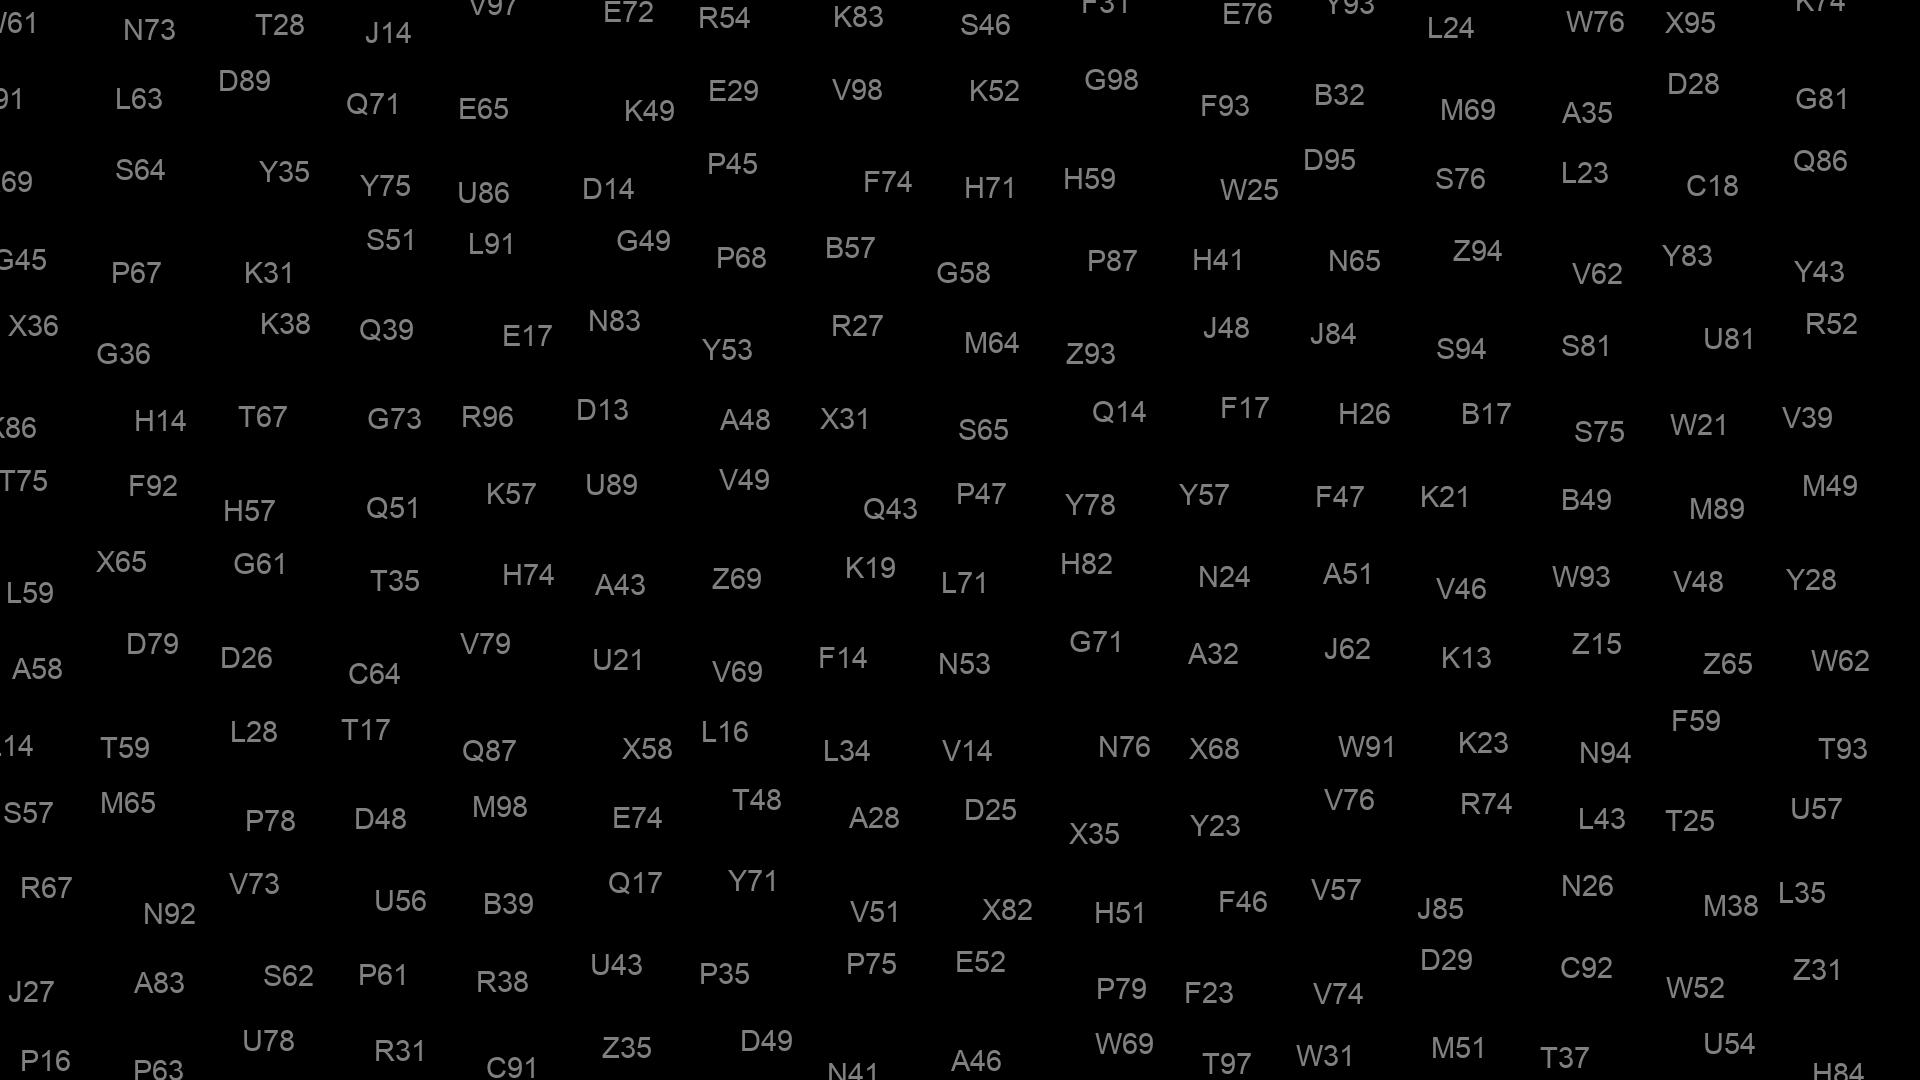 N73 T28 J14 V97 E72 R54 K83 S46 F31 E76 Y93 L24 W76 X95 K74
L63 D89 Q71 E65 K49 E29 V98 K52 G98 F93 B32 M69 A35 D28 G81
S64 Y35 Y75 U86 D14 P45 F74 H71 H59 W25 D95 S76 L23 C18 Q86
G45 P67 K31 S51 L91 G49 P68 B57 G58 P87 H41 N65 Z94 V62 Y83 Y43
X36 G36 K38 Q39 E17 N83 Y53 R27 M64 Z93 J48 J84 S94 S81 U81 R52
K86 H14 T67 G73 R96 D13 A48 X31 S65 Q14 F17 H26 B17 S75 W21 V39
T75 F92 H57 Q51 K57 U89 V49 Q43 P47 Y78 Y57 F47 K21 B49 M89 M49
L59 X65 G61 T35 H74 A43 Z69 K19 L71 H82 N24 A51 V46 W93 V48 Y28
A58 D79 D26 C64 V79 U21 V69 F14 N53 G71 A32 J62 K13 Z15 Z65 W62
T59 L28 T17 Q87 X58 L16 L34 V14 N76 X68 W91 K23 N94 F59 T93
S57 M65 P78 D48 M98 E74 T48 A28 D25 X35 Y23 V76 R74 L43 T25 U57
R67 N92 V73 U56 B39 Q17 Y71 V51 X82 H51 F46 V57 J85 N26 M38 L35
J27 A83 S62 P61 R38 U43 P35 P75 E52 P79 F23 V74 D29 C92 W52 Z31
P16 P63 U78 R31 C91 Z35 D49 N41 A46 W69 T97 W31 M51 T37 U54 H84